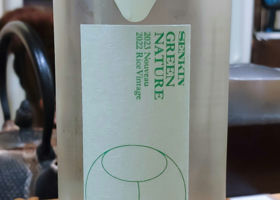 SENKIN
GREEN
NATURE
2023 Nouveau
2022 Rice Vintage